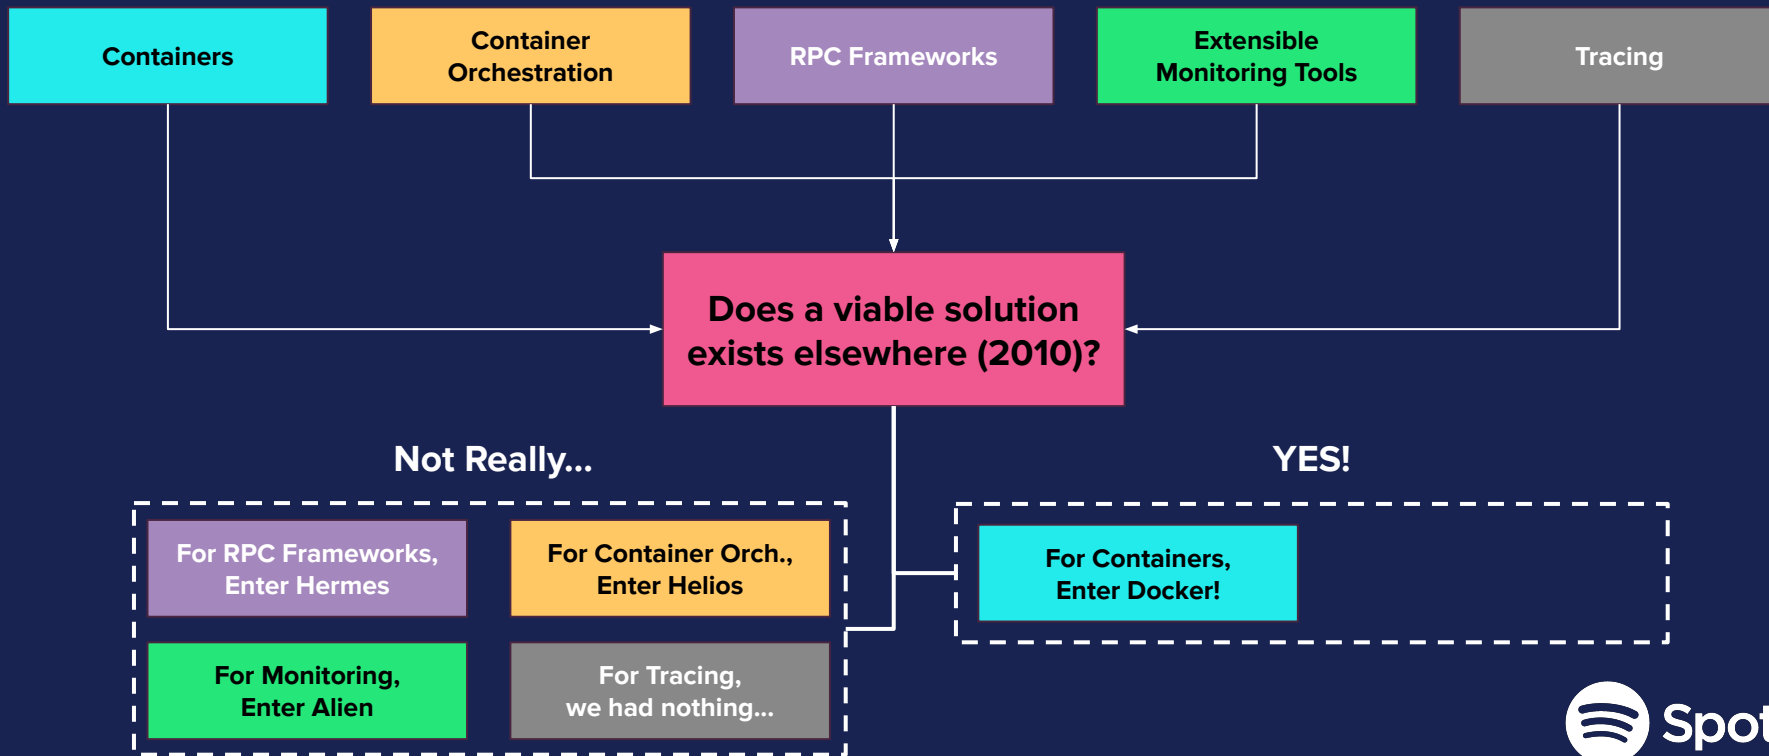 Containers
Container
Orchestration
RPC Frameworks
Extensible
Monitoring Tools
Tracing
Does a viable solution
exists elsewhere (2010)?
Not Really...
YES!
For RPC Frameworks,
Enter Hermes
For Container Orch.,
Enter Helios
For Containers,
Enter Docker!
For Monitoring,
Enter Alien
For Tracing,
we had nothing...
Spot